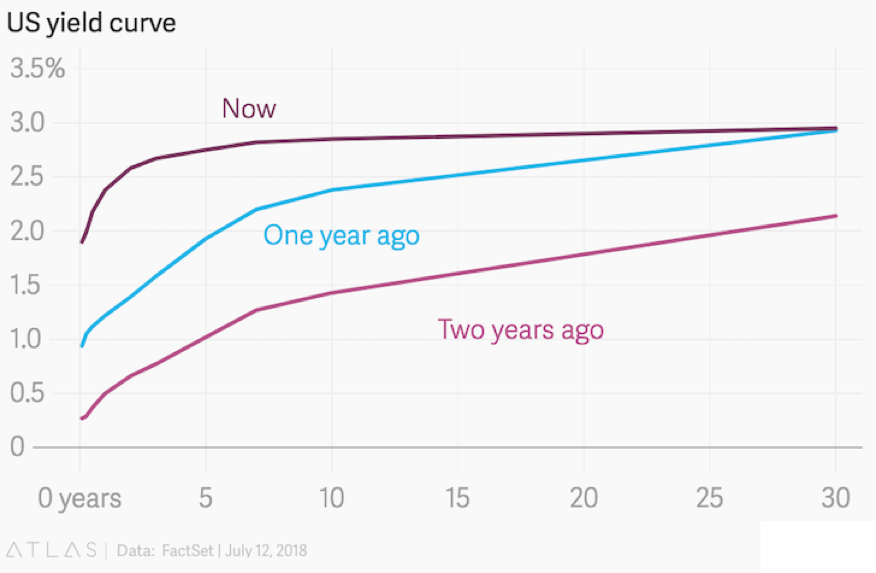 US yield curve
3.5%
Now
3.0
2.5
2.0
One year ago
1.5
Two years ago
1.0
0.5
0
0 years 5 10 15 20 25 30
ATLAS | Data: FactSet | July 12, 2018